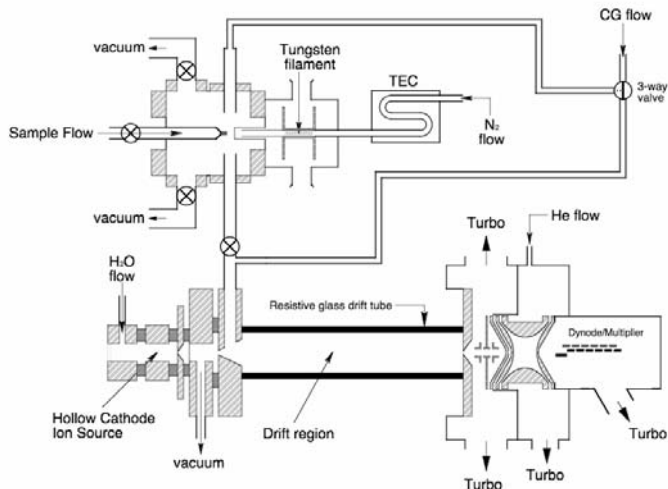 CG flow
vacuum
Tungsten
filament
TEC
3-way
valve
Sample Flow
N₂
flow
vacuum
Turbo
He flow
H₂O
flow
Resistive glass drift tube
Dynode/Multiplier
Hollow Cathode
Ion Source
Drift region
vacuum
Turbo
Turbo
Turbo